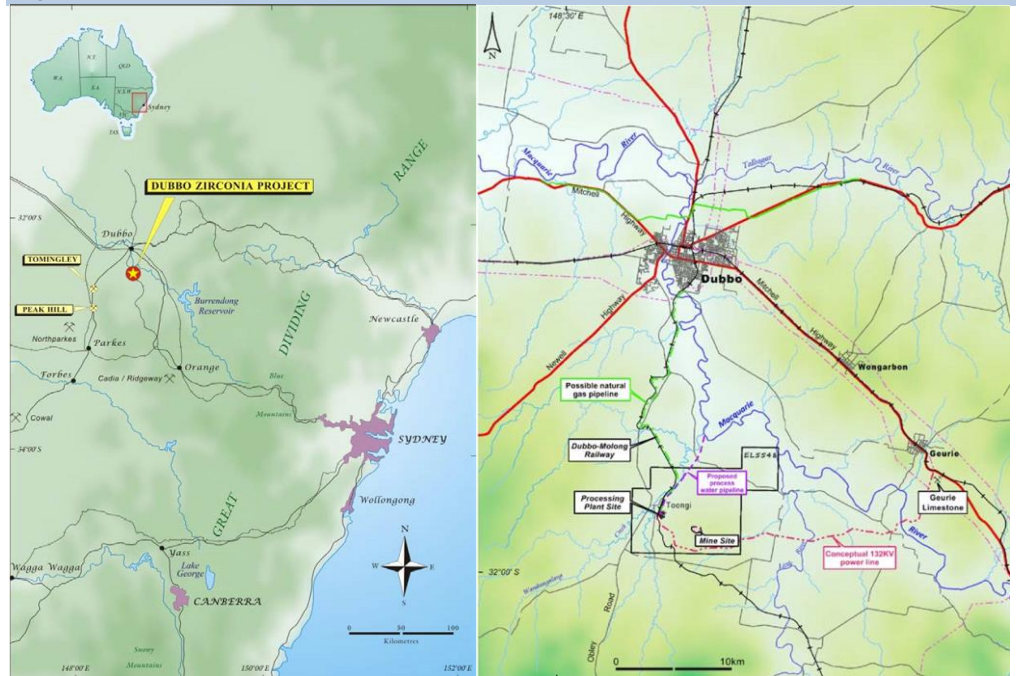 N.T.
QLD
W.A.
S.A.
N.S.W.
Sydney
TAS
DUBBO ZIRCONIA PROJECT
RANGE
32°00'S
Dubbo
TOMINGLEY
PEAK HILL
Northparkes
Burrendong
Reservoir
DIVIDING
Newcastle
Parkes
Forbes
Cadia / Ridgeway
Orange
Blue
Mountains
Cowal
SYDNEY
34°00'S
Wollongong
GREAT
Yass
Wagga Wagga
Lake
George
CANBERRA
Snowy
Mountains
N
W
E
S
0 50 100
Kilometres
148°00'E
150°00'E
152°00'E
148°30' E
N
Macquarie
River
Talbragar
River
Mitchell
Highway
Dubbo
Mitchell
Highway
Newell
Highway
Wongarbon
Possible natural
gas pipeline
Macquarie
Dubbo-Molong
Railway
EL5548
Geurie
Proposed
process
water pipeline
Processing
Plant Site
Toongi
Geurie
Limestone
Mine Site
River
Conceptual 132KV
power line
32°00' S
Obley
Road
0 10km